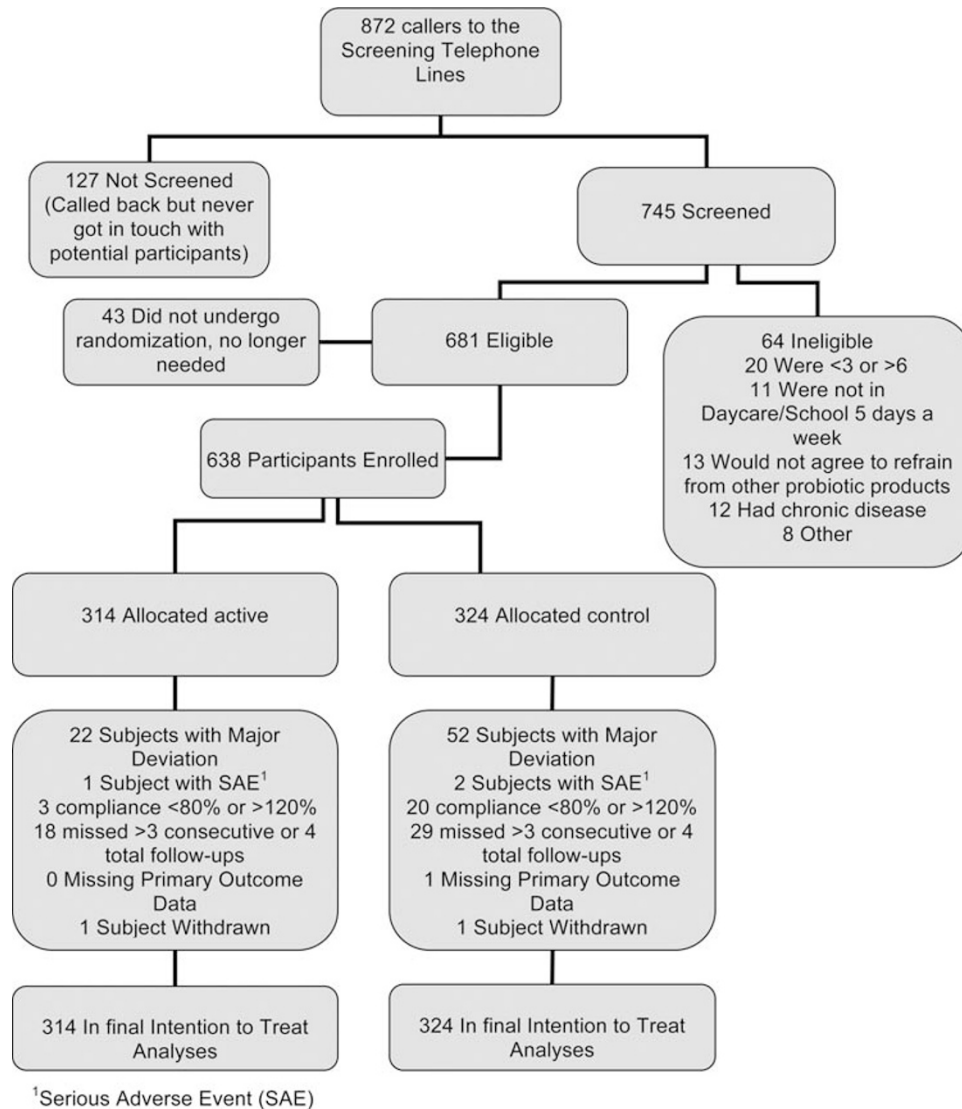 872 callers to the
Screening Telephone
Lines
127 Not Screened
(Called back but never
got in touch with
potential participants)
745 Screened
43 Did not undergo
randomization, no longer
needed
681 Eligible
64 Ineligible
20 Were <3 or >6
11 Were not in
Daycare/School 5 days a
week
13 Would not agree to refrain
from other probiotic products
12 Had chronic disease
8 Other
638 Participants Enrolled
314 Allocated active
324 Allocated control
22 Subjects with Major
Deviation
1 Subject with SAE¹
3 compliance <80% or >120%
18 missed >3 consecutive or 4
total follow-ups
0 Missing Primary Outcome
Data
1 Subject Withdrawn
52 Subjects with Major
Deviation
2 Subjects with SAE¹
20 compliance <80% or >120%
29 missed >3 consecutive or 4
total follow-ups
1 Missing Primary Outcome
Data
1 Subject Withdrawn
314 In final Intention to Treat
Analyses
324 In final Intention to Treat
Analyses
¹Serious Adverse Event (SAE)